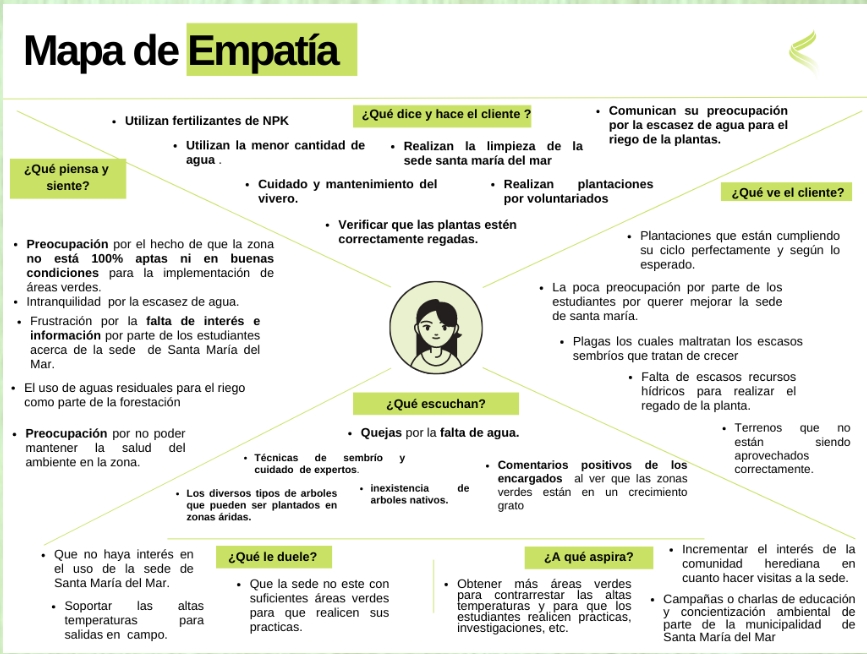 Mapa de Empatía
¿Qué dice y hace el cliente ?
• Utilizan fertilizantes de NPK
• Utilizan la menor cantidad de
agua .
• Realizan la limpieza de la
sede santa maría del mar
• Comunican su preocupación
por la escasez de agua para el
riego de la plantas.
• Cuidado y mantenimiento del
vivero.
• Realizan plantaciones
por voluntariados
• Verificar que las plantas estén
correctamente regadas.
¿Qué piensa y
siente?
• Preocupación por el hecho de que la zona
no está 100% aptas ni en buenas
condiciones para la implementación de
áreas verdes.
• Intranquilidad por la escasez de agua.
• Frustración por la falta de interés e
información por parte de los estudiantes
acerca de la sede de Santa María del
Mar.
• El uso de aguas residuales para el riego
como parte de la forestación
• Preocupación por no poder
mantener la salud del
ambiente en la zona.
¿Qué ve el cliente?
• Plantaciones que están cumpliendo
su ciclo perfectamente y según lo
esperado.
• La poca preocupación por parte de los
estudiantes por querer mejorar la sede
de santa maría.
• Plagas los cuales maltratan los escasos
sembríos que tratan de crecer
• Falta de escasos recursos
hídricos para realizar el
regado de la planta.
• Terrenos que no
están siendo
aprovechados
correctamente.
¿Qué escuchan?
• Quejas por la falta de agua.
• Técnicas de sembrío y
cuidado de expertos.
• Los diversos tipos de arboles
que pueden ser plantados en
zonas áridas.
• inexistencia de
arboles nativos.
• Comentarios positivos de los
encargados al ver que las zonas
verdes están en un crecimiento
grato
¿Qué le duele?
• Que no haya interés en
el uso de la sede de
Santa María del Mar.
• Soportar las altas
temperaturas para
salidas en campo.
• Que la sede no este con
suficientes áreas verdes
para que realicen sus
practicas.
¿A qué aspira?
• Obtener más áreas verdes
para contrarrestar las altas
temperaturas y para que los
estudiantes realicen prácticas,
investigaciones, etc.
• Incrementar el interés de la
comunidad herediana en
cuanto hacer visitas a la sede.
• Campañas o charlas de educación
y concientización ambiental de
parte de la municipalidad de
Santa María del Mar